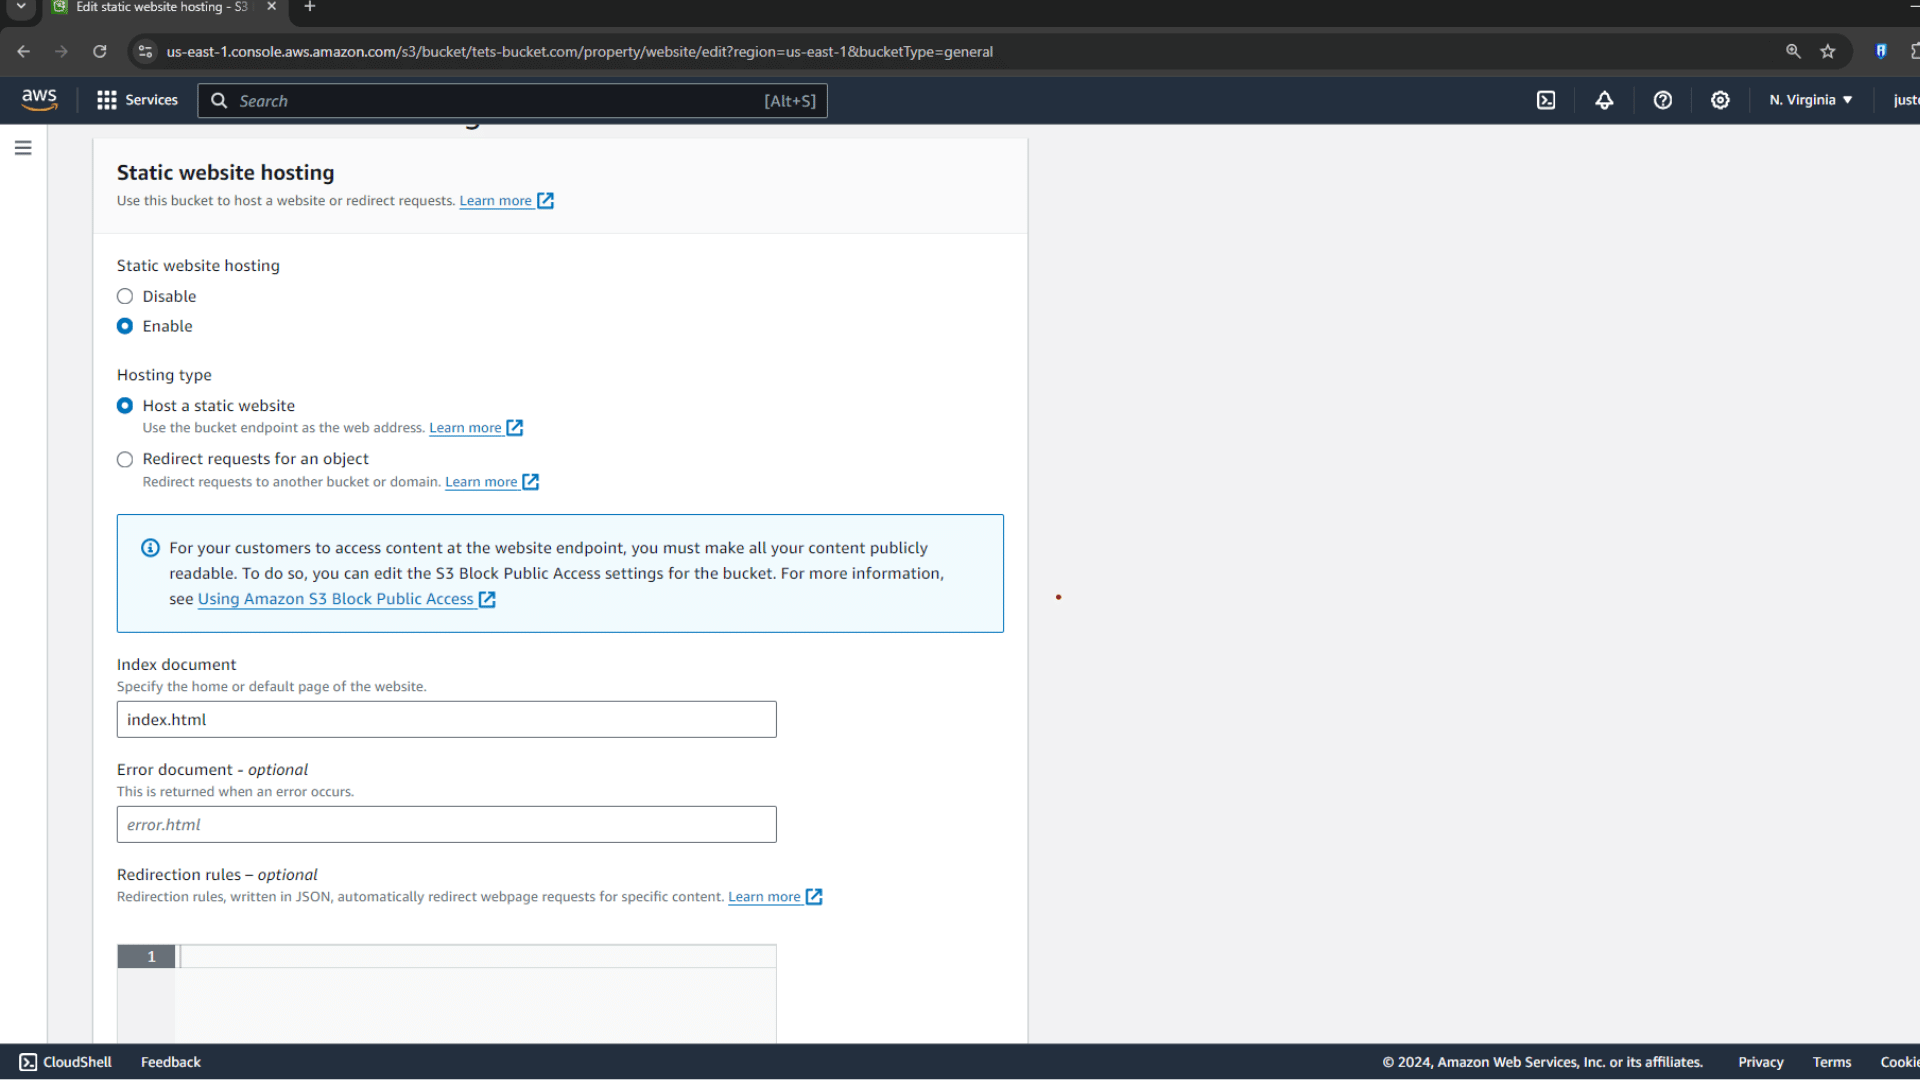 Edit static website hosting - S3
us-east-1.console.aws.amazon.com/s3/bucket/tets-bucket.com/property/website/edit?region=us-east-1&bucketType=general
aws
Services
Search
[Alt+S]
N. Virginia
juste
Static website hosting
Use this bucket to host a website or redirect requests. Learn more
Static website hosting
Disable
Enable
Hosting type
Host a static website
Use the bucket endpoint as the web address. Learn more
Redirect requests for an object
Redirect requests to another bucket or domain. Learn more
For your customers to access content at the website endpoint, you must make all your content publicly
readable. To do so, you can edit the S3 Block Public Access settings for the bucket. For more information,
see Using Amazon S3 Block Public Access
Index document
Specify the home or default page of the website.
index.html
Error document - optional
This is returned when an error occurs.
error.html
Redirection rules – optional
Redirection rules, written in JSON, automatically redirect webpage requests for specific content. Learn more
1
CloudShell
Feedback
© 2024, Amazon Web Services, Inc. or its affiliates.
Privacy
Terms
Cookie